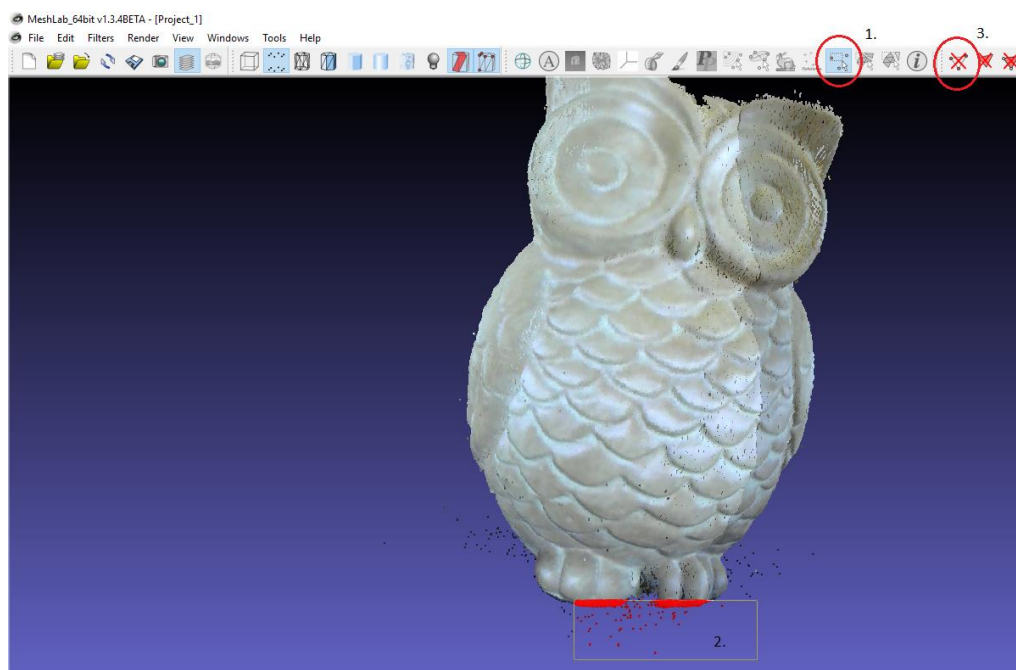 MeshLab_64bit v1.3.4BETA - [Project_1]
File Edit Filters Render View Windows Tools Help
1.
3.
A
i
2.